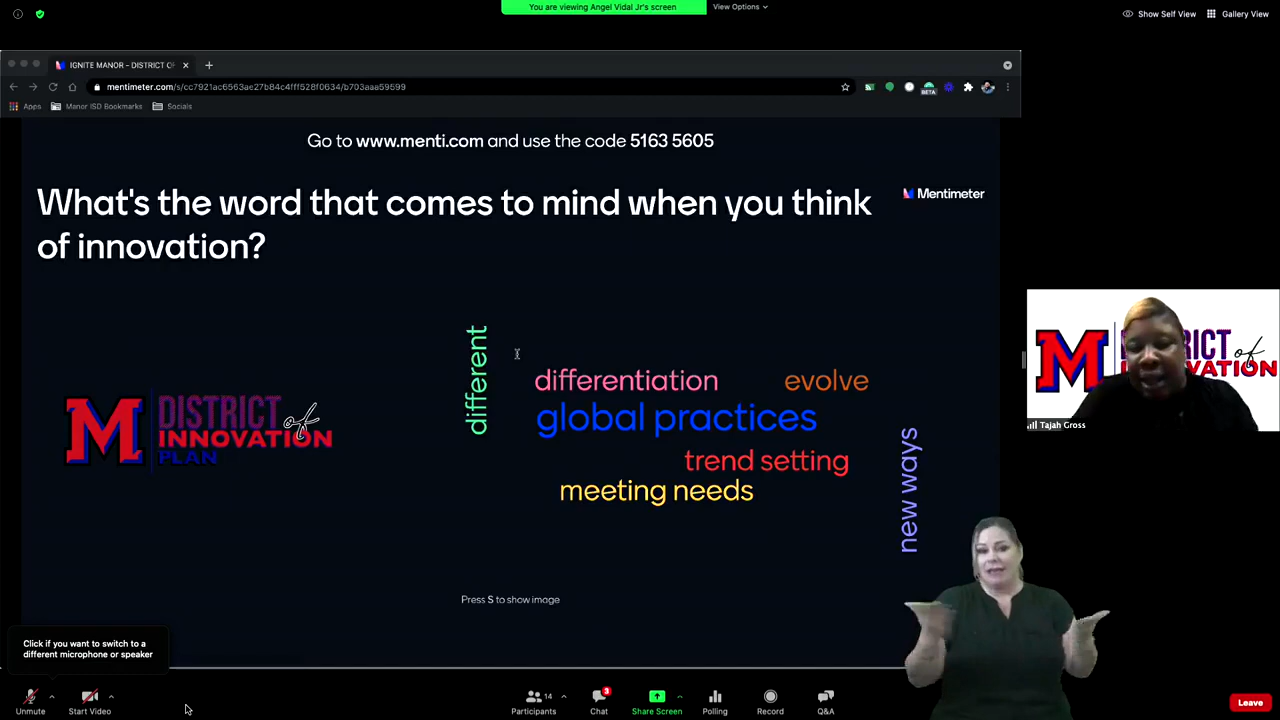 You are viewing Angel Vidal Jr's screen
View Options
Show Self View
Gallery View
IGNITE MANOR - DISTRICT OF
mentimeter.com/s/cc7921ac6563ae27b84c4fff528f0634/b703aaa59599
BETA
Apps
Manor ISD Bookmarks
Socials
Go to www.menti.com and use the code 5163 5605
What's the word that comes to mind when you think
of innovation?
Mentimeter
different
differentiation
evolve
global practices
trend setting
meeting needs
new ways
M
DISTRICT of
INNOVATION
PLAN
M
DISTRICT of
INNOVATION
Tajah Gross
Press S to show image
Click if you want to switch to a
different microphone or speaker
Unmute
Start Video
14
Participants
3
Chat
Share Screen
Polling
Record
Q&A
Leave